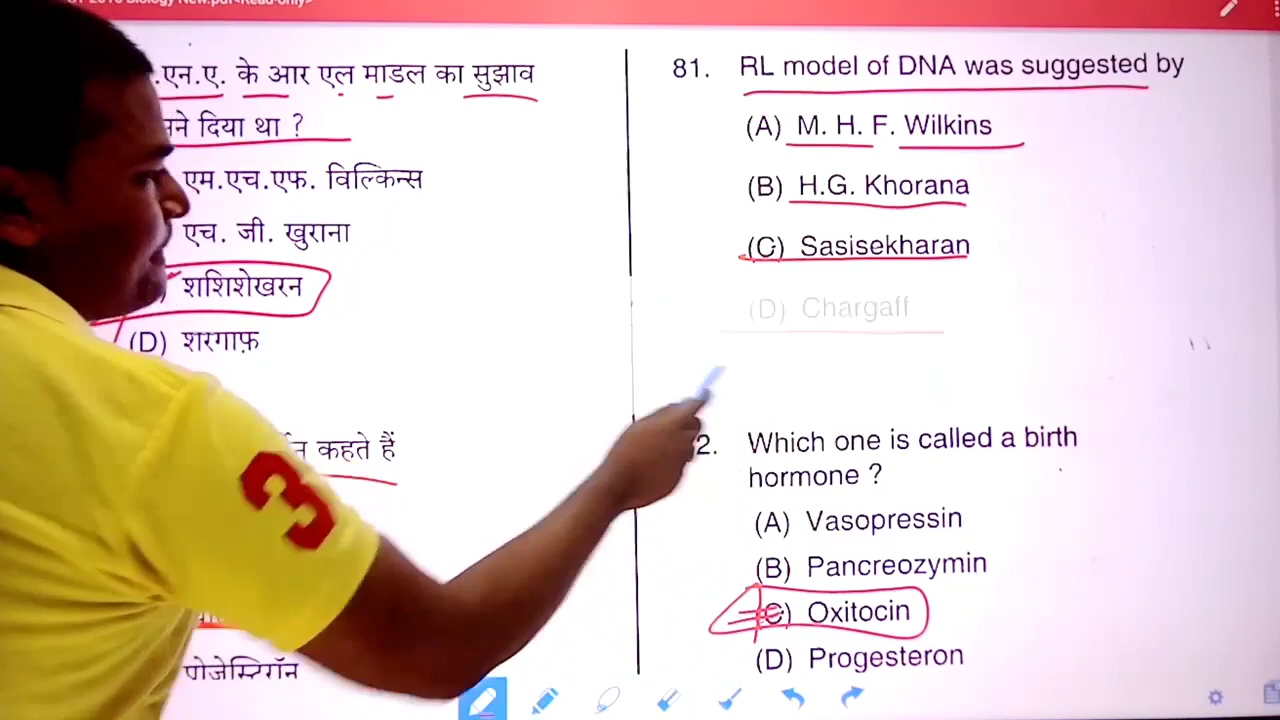 .एन.ए. के आर एल माडल का सुझाव
दिया था ?
एम.एच.एफ. विल्किन्स
एच. जी. खुराना
शशिशेखरन
(D) शरगाफ़
कहते हैं
पोजेस्टिगॉन
3
81. RL model of DNA was suggested by
(A) M. H. F. Wilkins
(B) H.G. Khorana
(C) Sasisekharan
(D) Chargaff
2. Which one is called a birth
hormone ?
(A) Vasopressin
(B) Pancreozymin
(C) Oxitocin
(D) Progesteron